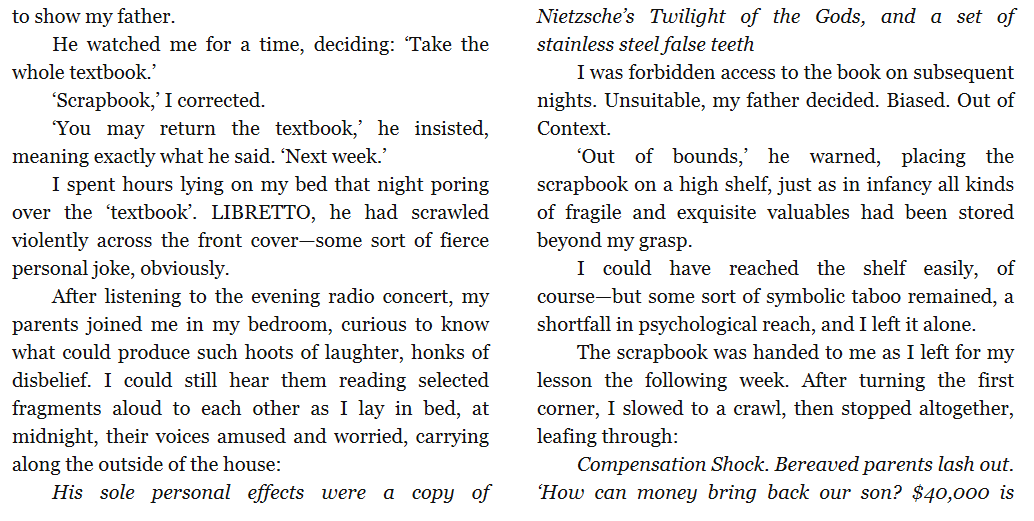 to show my father.
He watched me for a time, deciding: ‘Take the
whole textbook.’
‘Scrapbook,’ I corrected.
‘You may return the textbook,’ he insisted,
meaning exactly what he said. ‘Next week.’
I spent hours lying on my bed that night poring
over the ‘textbook’. LIBRETTO, he had scrawled
violently across the front cover—some sort of fierce
personal joke, obviously.
After listening to the evening radio concert, my
parents joined me in my bedroom, curious to know
what could produce such hoots of laughter, honks of
disbelief. I could still hear them reading selected
fragments aloud to each other as I lay in bed, at
midnight, their voices amused and worried, carrying
along the outside of the house:
His sole personal effects were a copy of
Nietzsche’s Twilight of the Gods, and a set of
stainless steel false teeth
I was forbidden access to the book on subsequent
nights. Unsuitable, my father decided. Biased. Out of
Context.
‘Out of bounds,’ he warned, placing the
scrapbook on a high shelf, just as in infancy all kinds
of fragile and exquisite valuables had been stored
beyond my grasp.
I could have reached the shelf easily, of
course—but some sort of symbolic taboo remained, a
shortfall in psychological reach, and I left it alone.
The scrapbook was handed to me as I left for my
lesson the following week. After turning the first
corner, I slowed to a crawl, then stopped altogether,
leafing through:
Compensation Shock. Bereaved parents lash out.
‘How can money bring back our son? $40,000 is